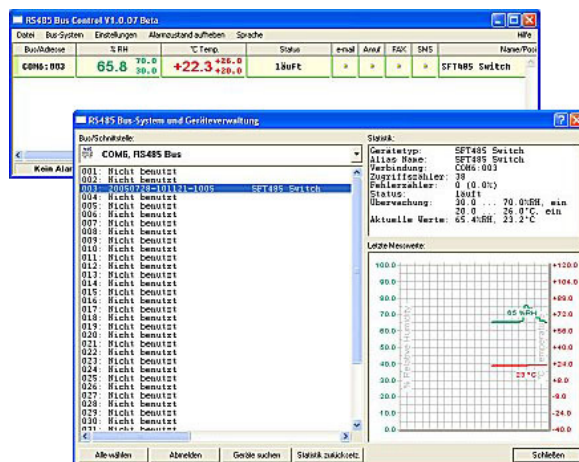 RS485 Bus Control V1.0.07 Beta
Datei Bus-System Einstellungen Alarmzustand aufheben Sprache Hilfe
Bus/Adresse % RH °C Temp. Status e-mail Anruf FAX SMS Name/Posi
COM6:003 65.8 70.0 30.0 +22.3 +26.0 +20.0 läuft SFT485 Switch
Kein Alar
RS485 Bus-System und Geräteverwaltung
Bus/Schnittstelle:
COM6, RS485 Bus
001: Nicht benutzt
002: Nicht benutzt
003: 20050728-101121-1005 SFT485 Switch
004: Nicht benutzt
005: Nicht benutzt
006: Nicht benutzt
007: Nicht benutzt
008: Nicht benutzt
009: Nicht benutzt
010: Nicht benutzt
011: Nicht benutzt
012: Nicht benutzt
013: Nicht benutzt
014: Nicht benutzt
015: Nicht benutzt
016: Nicht benutzt
017: Nicht benutzt
018: Nicht benutzt
019: Nicht benutzt
020: Nicht benutzt
021: Nicht benutzt
022: Nicht benutzt
023: Nicht benutzt
024: Nicht benutzt
025: Nicht benutzt
026: Nicht benutzt
027: Nicht benutzt
028: Nicht benutzt
029: Nicht benutzt
030: Nicht benutzt
031: Nicht benutzt
Statistik:
Gerätetyp: SFT485 Switch
Alias Name: SFT485 Switch
Verbindung: COM6:003
Zugriffszähler: 38
Fehlerzähler: 0 (0.0%)
Status: läuft
Überwachung: 30.0 ... 70.0%RH, ein
20.0 ... 26.0°C, ein
Aktuelle Werte: 65.4%RH, 23.2°C
Letzte Messwerte:
100.0 +120.0
90.0 +104.0
80.0 +88.0
70.0 +72.0
60.0 +56.0
50.0 +40.0
40.0 +24.0
30.0 +8.0
20.0 -8.0
10.0 -24.0
0.0 -40.0
% Relative Humidity
65 %RH
23 °C
°C Temperatur
Alle wählen Abmelden Geräte suchen Statistik zurücksetz. Schließen